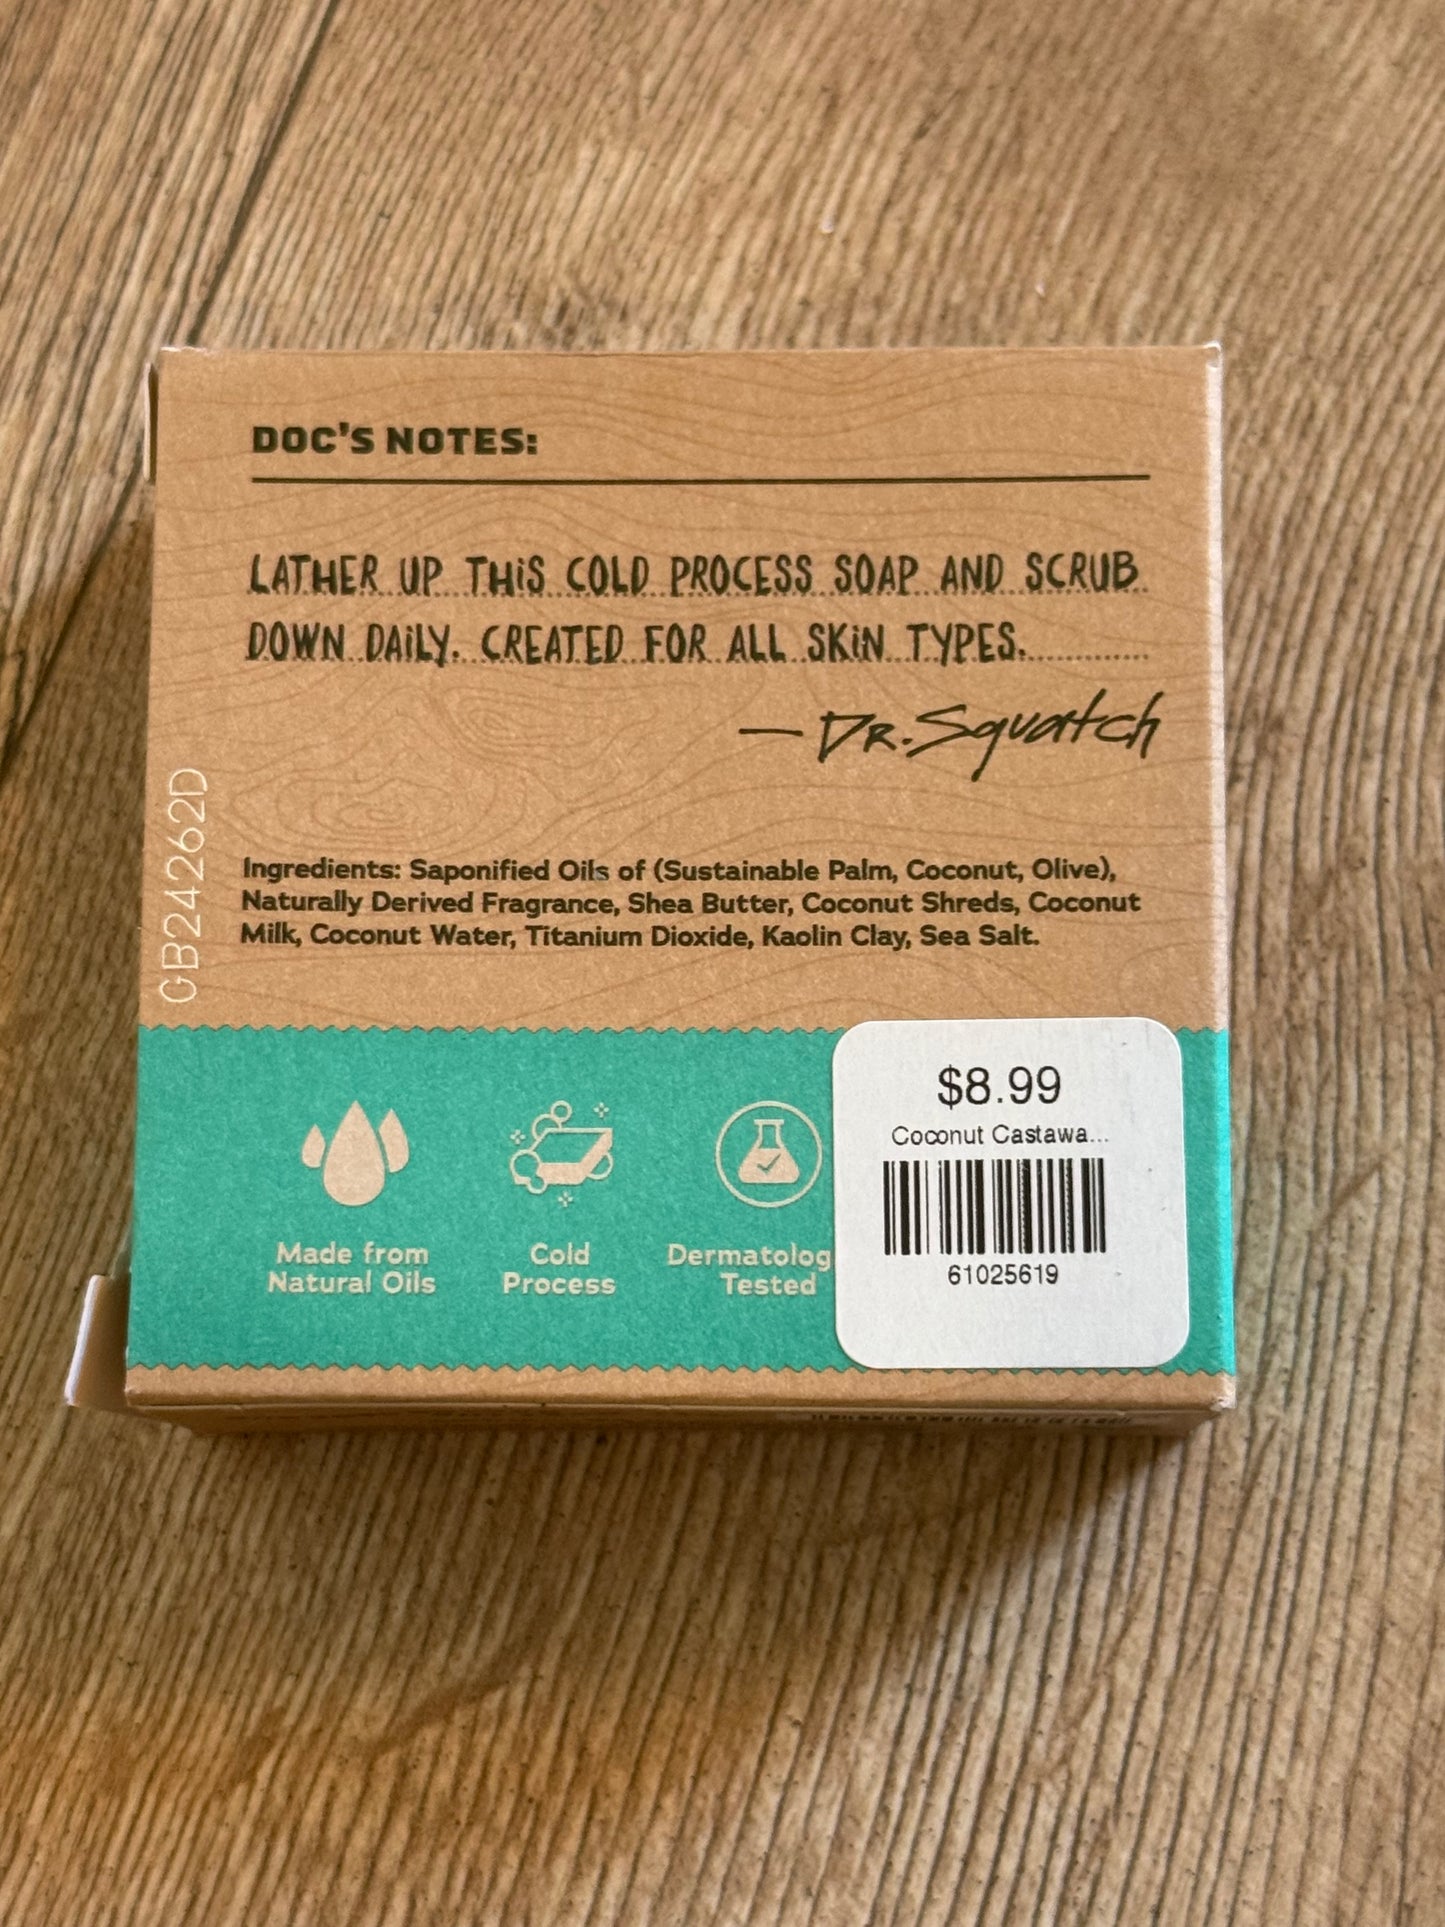 DOC'S NOTES:
LATHER UP THiS COLD PROCESS SOAP AND SCRUB
DOWN DAiLY. CREATED FOR ALL SKiN TYPES.
— DR. Squatch
GB24262D
Ingredients: Saponified Oils of (Sustainable Palm, Coconut, Olive),
Naturally Derived Fragrance, Shea Butter, Coconut Shreds, Coconut
Milk, Coconut Water, Titanium Dioxide, Kaolin Clay, Sea Salt.
Made from
Natural Oils
Cold
Process
Dermatolog
Tested
$8.99
Coconut Castawa...
61025619